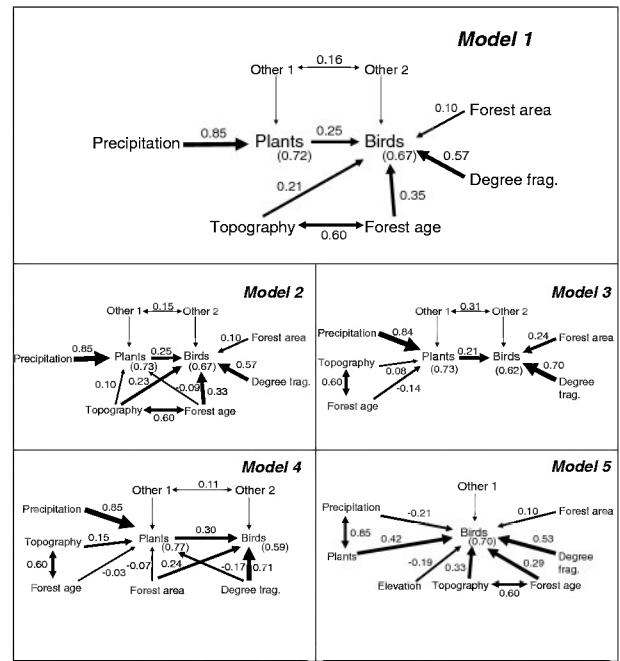 Model 1
0.16
Other 1 Other 2
0.10 Forest area
Precipitation 0.85 Plants 0.25 Birds
(0.72) (0.67) 0.57
0.21 0.35 Degree frag.
Topography Forest age
0.60
Model 2
Other 1 0.15 Other 2
0.10 Forest area
0.85 0.25
Precipitation Plants Birds
(0.73) (0.67) 0.57
0.10 0.23 -0.09 0.33 Degree frag.
Topography Forest age
0.60
Model 3
Other 1 0.31 Other 2
Precipitation 0.84 0.24 Forest area
Topography Plants 0.21 Birds
0.60 0.08 (0.73) (0.62) 0.70
-0.14 Degree
Forest age frag.
Model 4
Other 1 0.11 Other 2
Precipitation 0.85
0.30
Topography 0.15 Plants Birds
0.60 (0.77) (0.59)
-0.03 -0.07 0.24 -0.17 0.71
Forest age Forest area Degree frag.
Model 5
Other 1
Precipitation -0.21 0.10 Forest area
Birds
0.85 0.42 (0.70) 0.53
Plants Degree
-0.19 0.33 0.29 frag.
Elevation Topography Forest age
0.60